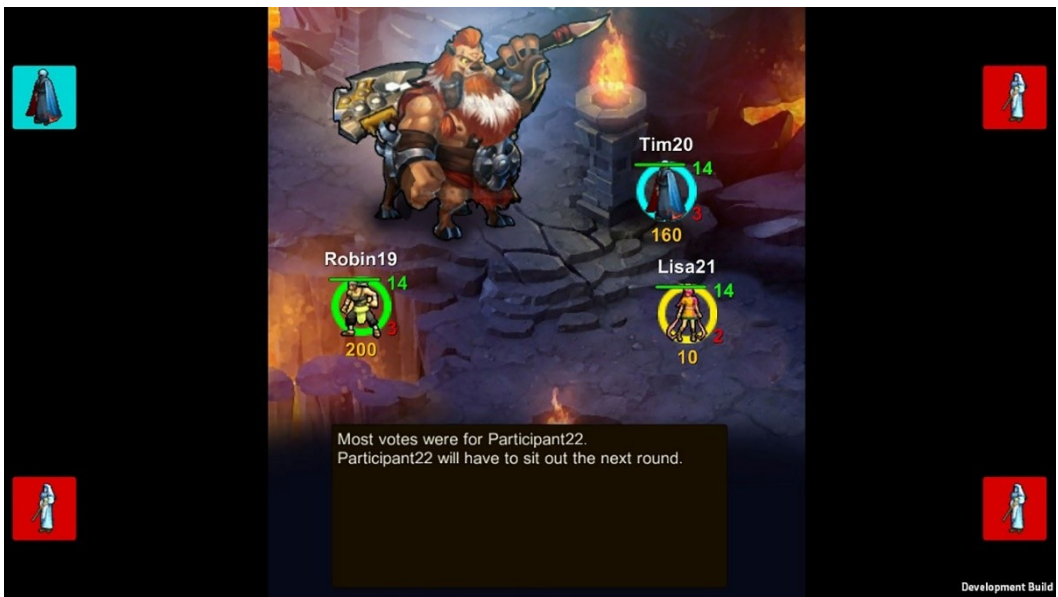 Tim20
14
3
160
Robin19
14
3
200
Lisa21
14
2
10
Most votes were for Participant22.
Participant22 will have to sit out the next round.
Development Build